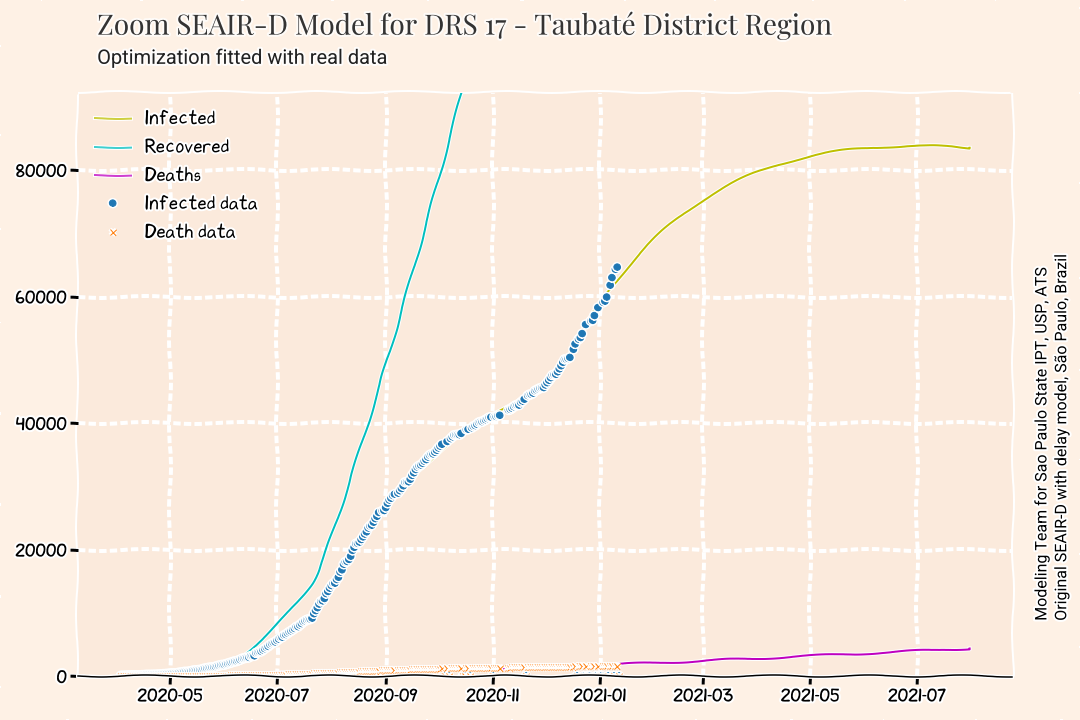 Zoom SEAIR-D Model for DRS 17 - Taubaté District Region
Optimization fitted with real data
Infected
Recovered
Deaths
Infected data
Death data
80000
60000
40000
20000
0
2020-05
2020-07
2020-09
2020-11
2021-01
2021-03
2021-05
2021-07
Modeling Team for Sao Paulo State IPT, USP, ATS
Original SEAIR-D with delay model, São Paulo, Brazil